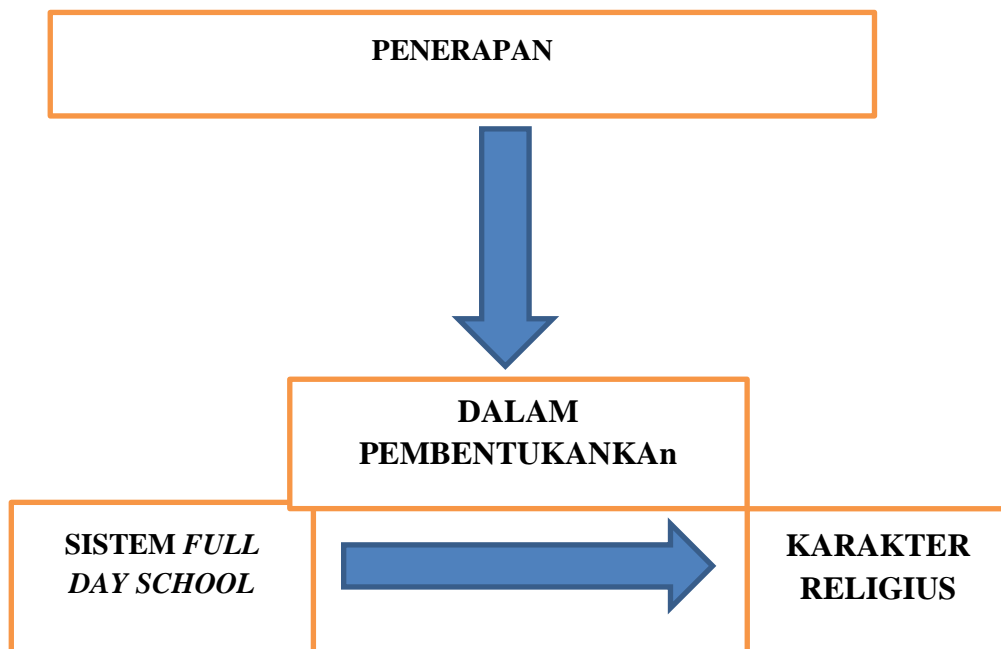 PENERAPAN
DALAM
PEMBENTUKANKAn
SISTEM FULL
DAY SCHOOL
KARAKTER
RELIGIUS